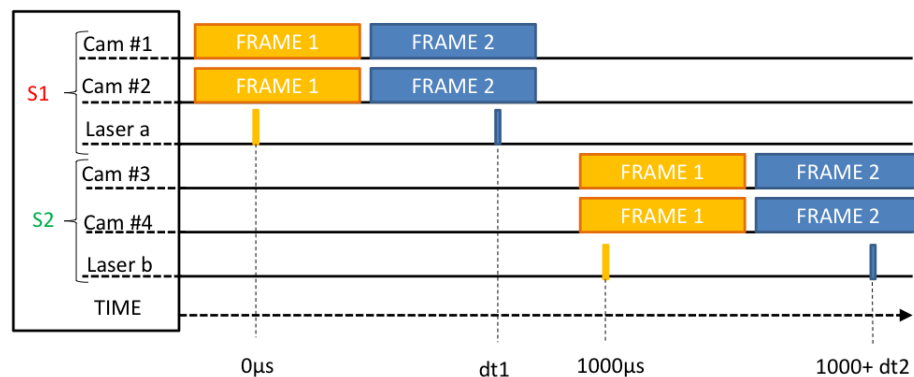 Cam #1 FRAME 1 FRAME 2
Cam #2 FRAME 1 FRAME 2
S1
Laser a
Cam #3 FRAME 1 FRAME 2
S2
Cam #4 FRAME 1 FRAME 2
Laser b
TIME
0µs dt1 1000µs 1000+ dt2